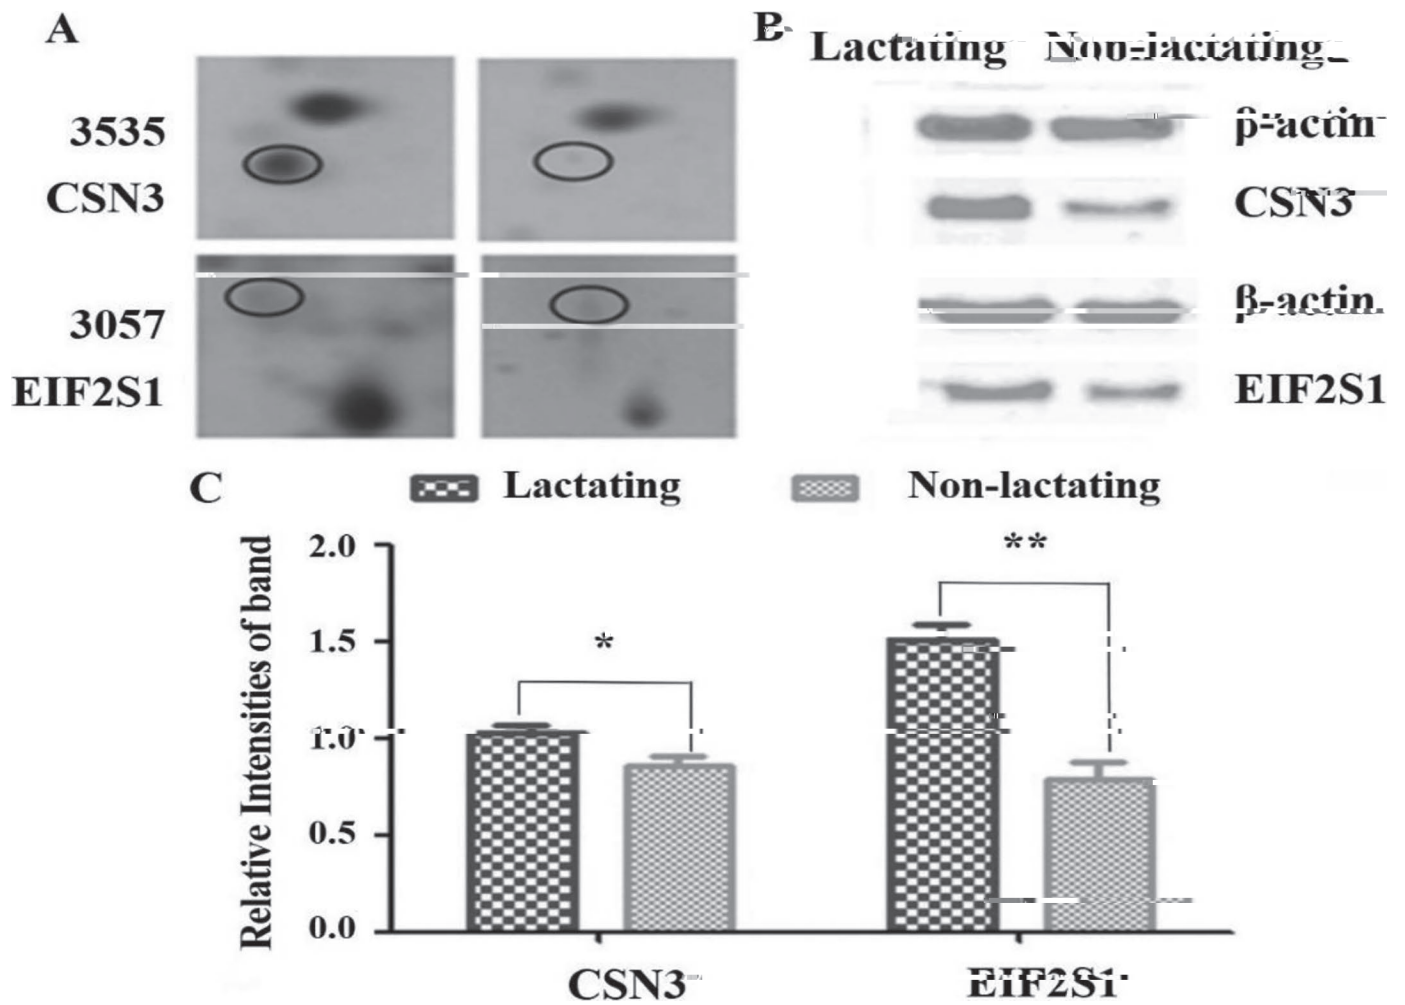 A
3535
CSN3
3057
EIF2S1
B
Lactating Non-lactating
β-actin
CSN3
β-actin
EIF2S1
C
Lactating Non-lactating
Relative Intensities of band
2.0
1.5
1.0
0.5
0.0
*
**
CSN3
EIF2S1